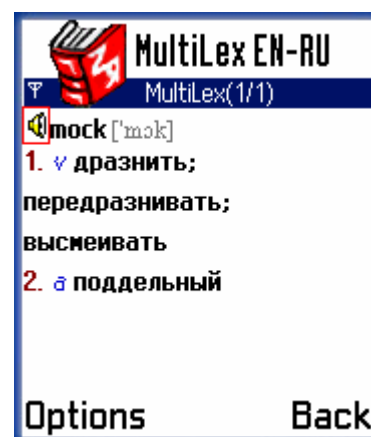 MultiLex EN-RU
MultiLex(1/1)
mock ['mɔk]
1. v дразнить;
передразнивать;
высмеивать
2. a поддельный
Options Back